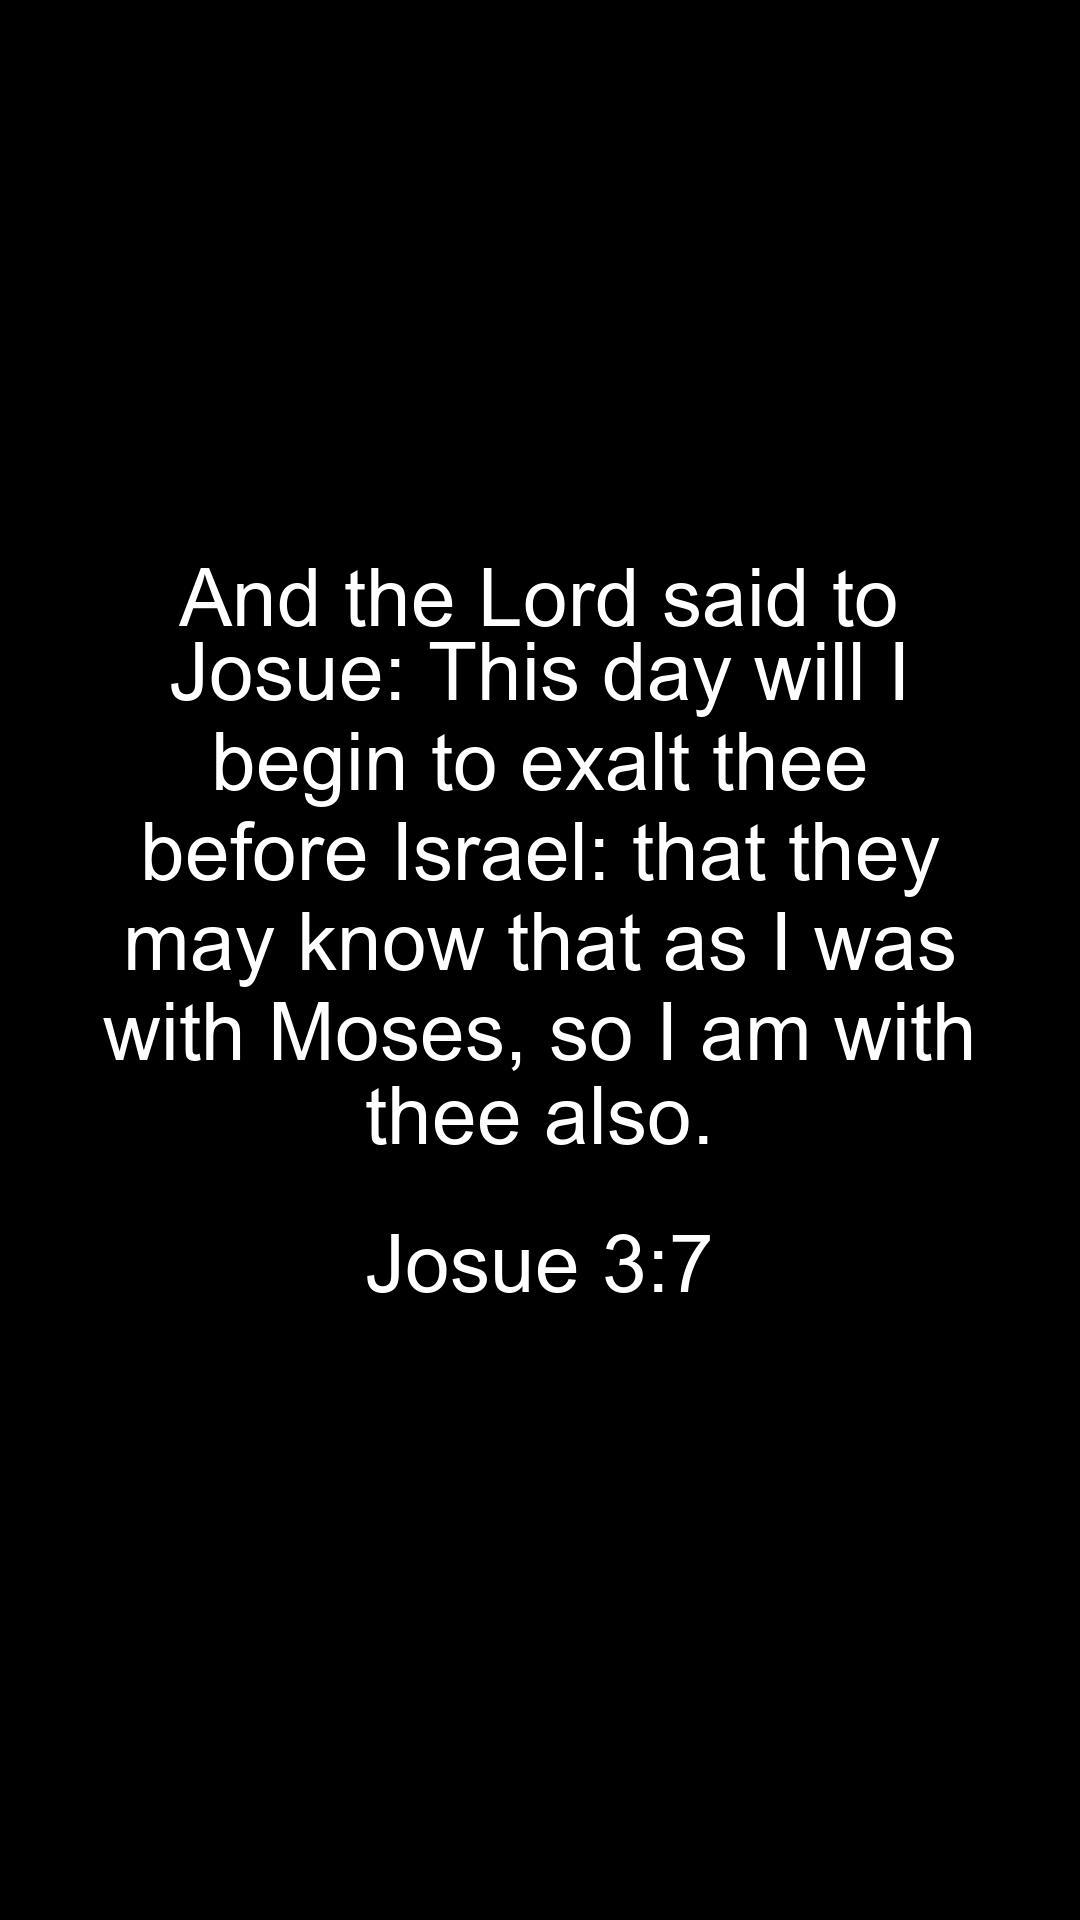 And the Lord said to
Josue: This day will I
begin to exalt thee
before Israel: that they
may know that as I was
with Moses, so I am with
thee also.
Josue 3:7